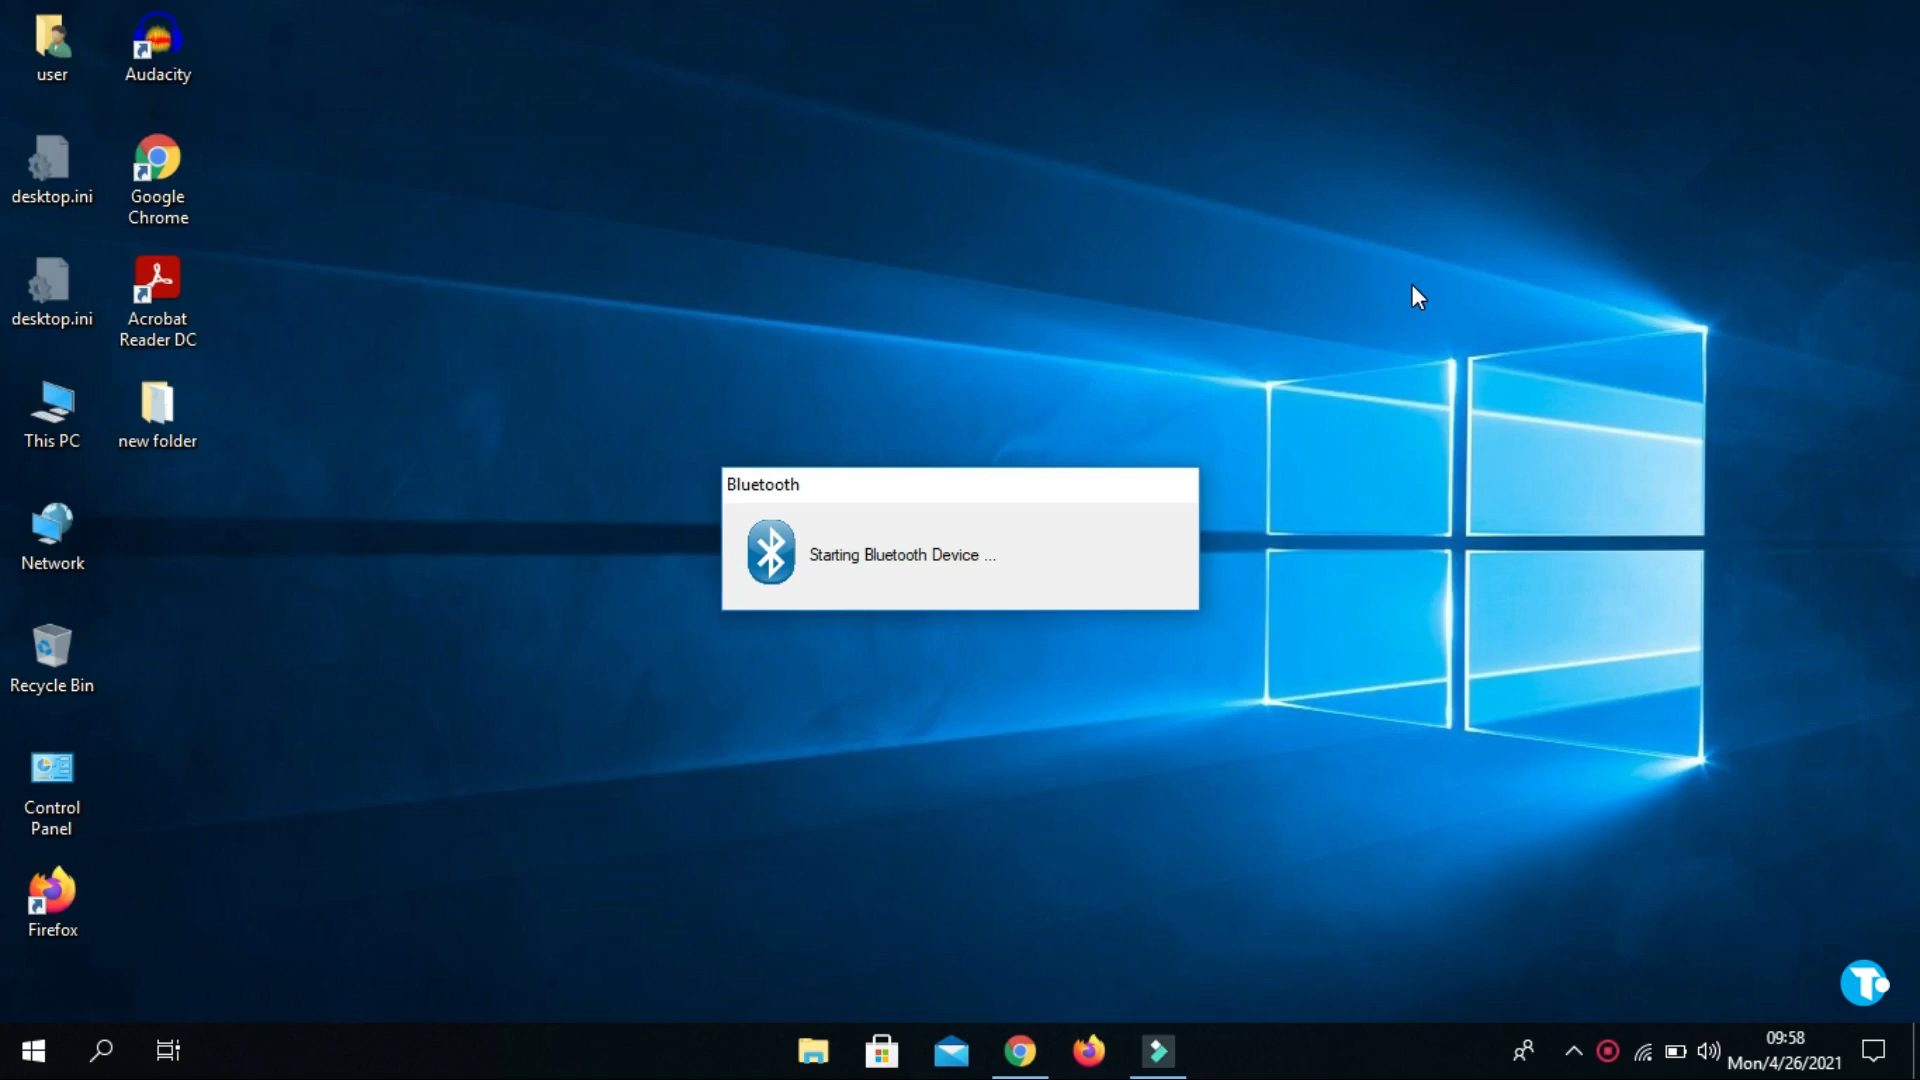 user
Audacity
desktop.ini
Google
Chrome
desktop.ini
Acrobat
Reader DC
This PC
new folder
Network
Recycle Bin
Control
Panel
Firefox
Bluetooth
Starting Bluetooth Device ...
09:58
Mon/4/26/2021